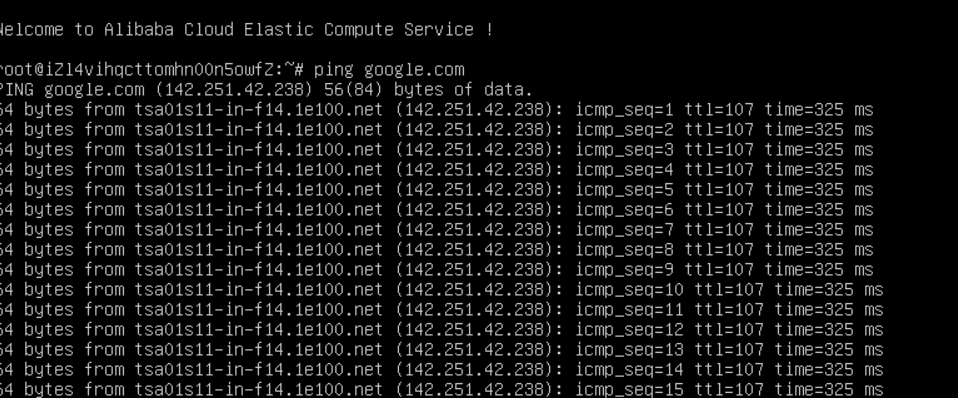 Welcome to Alibaba Cloud Elastic Compute Service !
root@iZl4vihqcttomhn00n5owfZ:~# ping google.com
PING google.com (142.251.42.238) 56(84) bytes of data.
64 bytes from tsa01s11-in-f14.1e100.net (142.251.42.238): icmp_seq=1 ttl=107 time=325 ms
64 bytes from tsa01s11-in-f14.1e100.net (142.251.42.238): icmp_seq=2 ttl=107 time=325 ms
64 bytes from tsa01s11-in-f14.1e100.net (142.251.42.238): icmp_seq=3 ttl=107 time=325 ms
64 bytes from tsa01s11-in-f14.1e100.net (142.251.42.238): icmp_seq=4 ttl=107 time=325 ms
64 bytes from tsa01s11-in-f14.1e100.net (142.251.42.238): icmp_seq=5 ttl=107 time=325 ms
64 bytes from tsa01s11-in-f14.1e100.net (142.251.42.238): icmp_seq=6 ttl=107 time=325 ms
64 bytes from tsa01s11-in-f14.1e100.net (142.251.42.238): icmp_seq=7 ttl=107 time=325 ms
64 bytes from tsa01s11-in-f14.1e100.net (142.251.42.238): icmp_seq=8 ttl=107 time=325 ms
64 bytes from tsa01s11-in-f14.1e100.net (142.251.42.238): icmp_seq=9 ttl=107 time=325 ms
64 bytes from tsa01s11-in-f14.1e100.net (142.251.42.238): icmp_seq=10 ttl=107 time=325 ms
64 bytes from tsa01s11-in-f14.1e100.net (142.251.42.238): icmp_seq=11 ttl=107 time=325 ms
64 bytes from tsa01s11-in-f14.1e100.net (142.251.42.238): icmp_seq=12 ttl=107 time=325 ms
64 bytes from tsa01s11-in-f14.1e100.net (142.251.42.238): icmp_seq=13 ttl=107 time=325 ms
64 bytes from tsa01s11-in-f14.1e100.net (142.251.42.238): icmp_seq=14 ttl=107 time=325 ms
64 bytes from tsa01s11-in-f14.1e100.net (142.251.42.238): icmp_seq=15 ttl=107 time=325 ms